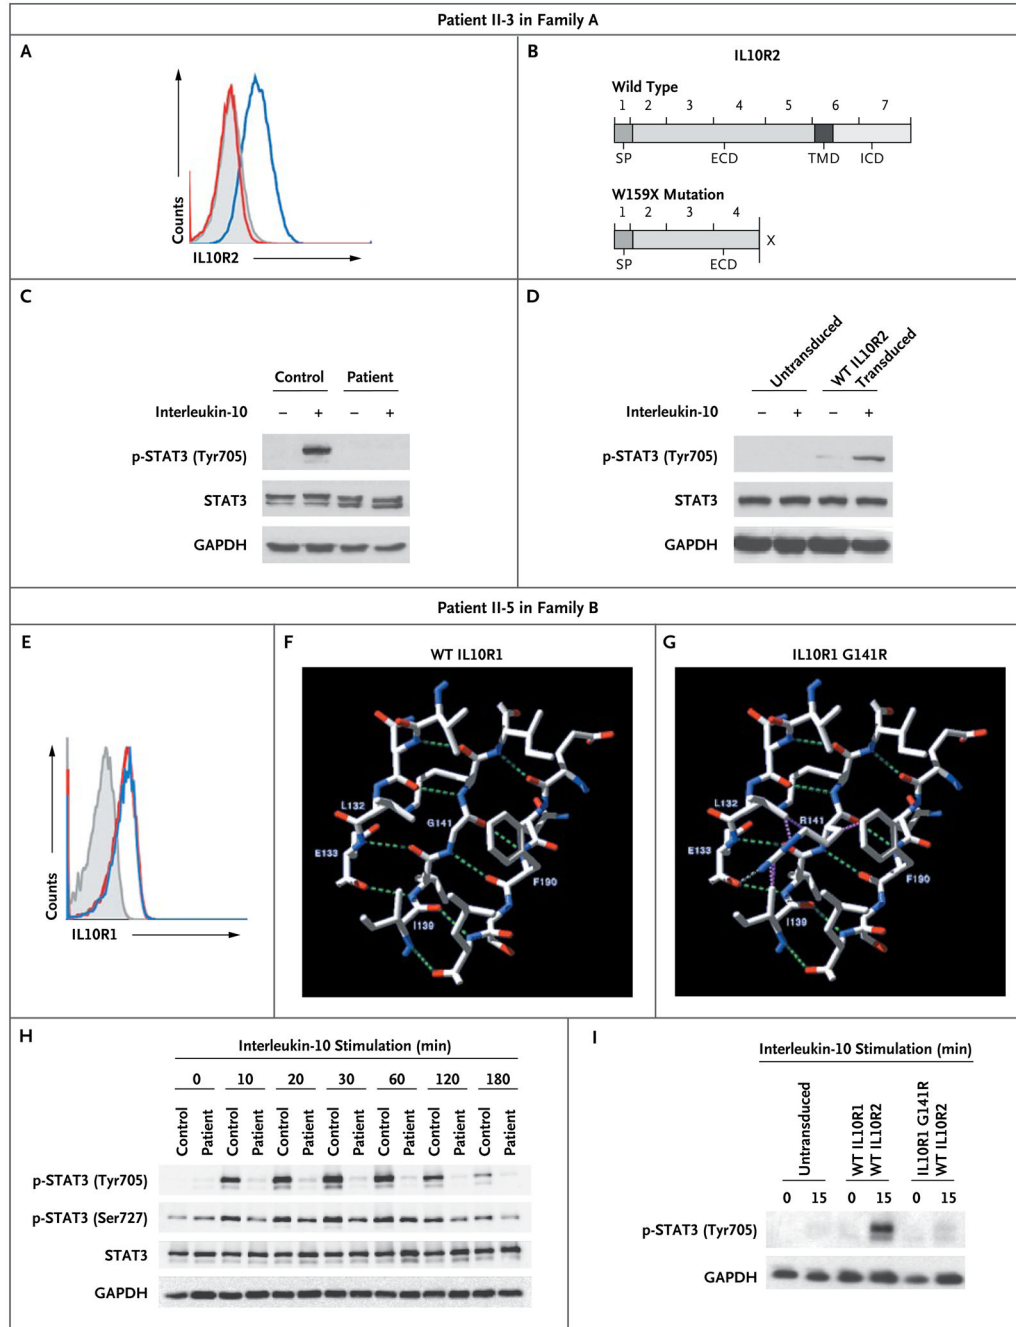 Patient II-3 in Family A
A
Counts
IL10R2
B
IL10R2
Wild Type
1 2 3 4 5 6 7
SP ECD TMD ICD
W159X Mutation
1 2 3 4
X
SP ECD
C
Control Patient
Interleukin-10 – + – +
p-STAT3 (Tyr705)
STAT3
GAPDH
D
Untransduced
WT IL10R2
Transduced
Interleukin-10 – + – +
p-STAT3 (Tyr705)
STAT3
GAPDH
Patient II-5 in Family B
E
Counts
IL10R1
F
WT IL10R1
L132
G141
E133
F190
I139
G
IL10R1 G141R
L132
R141
E133
F190
I139
H
Interleukin-10 Stimulation (min)
0 10 20 30 60 120 180
Control Patient Control Patient Control Patient Control Patient Control Patient Control Patient Control Patient
p-STAT3 (Tyr705)
p-STAT3 (Ser727)
STAT3
GAPDH
I
Interleukin-10 Stimulation (min)
Untransduced
WT IL10R1
WT IL10R2
IL10R1 G141R
WT IL10R2
0 15 0 15 0 15
p-STAT3 (Tyr705)
GAPDH